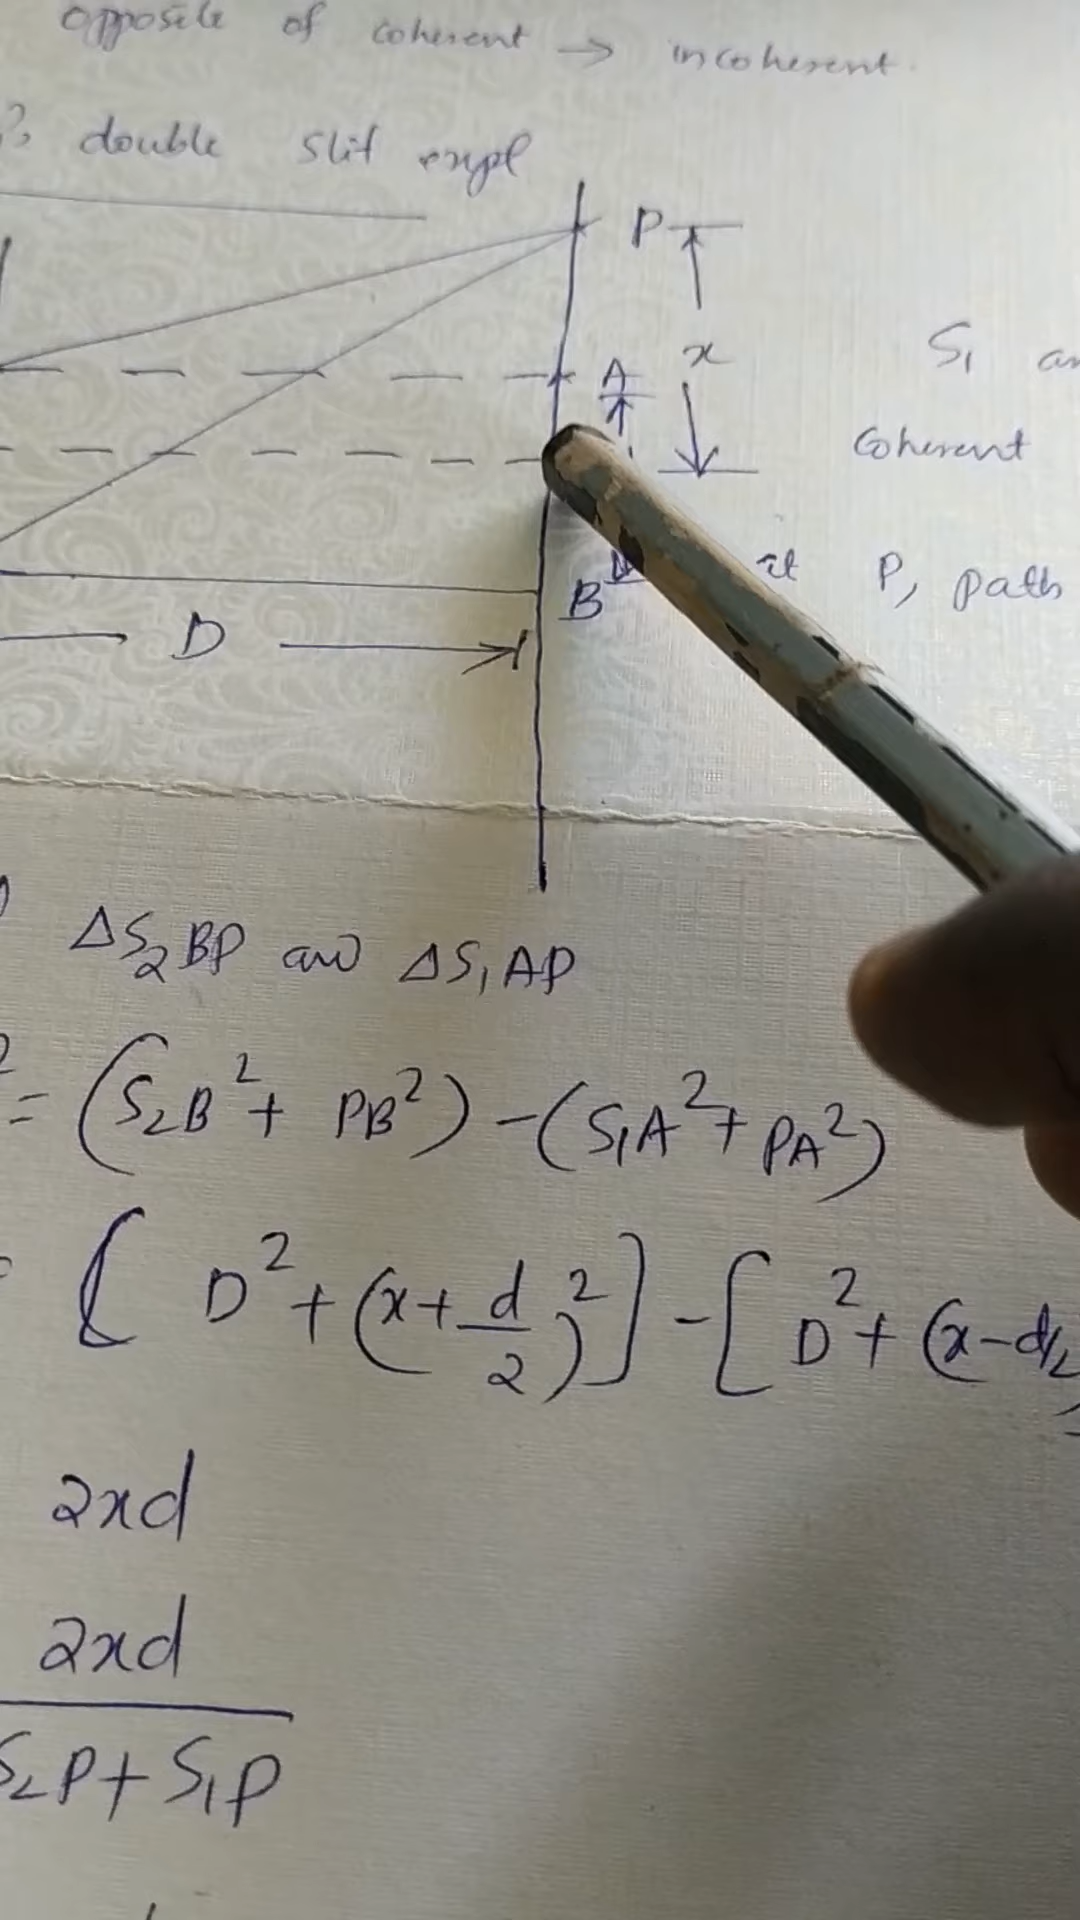 opposite of coherent → incoherent.
double slit expt
P
x
A
S₁
Coherent
at P, path
B
D
ΔS₂BP and ΔS₁AP
² = (S₂B² + PB²) - (S₁A² + PA²)
[D² + (x + d/2)²] - [D² + (x - d/2
2xd
2xd
S₂P + S₁P